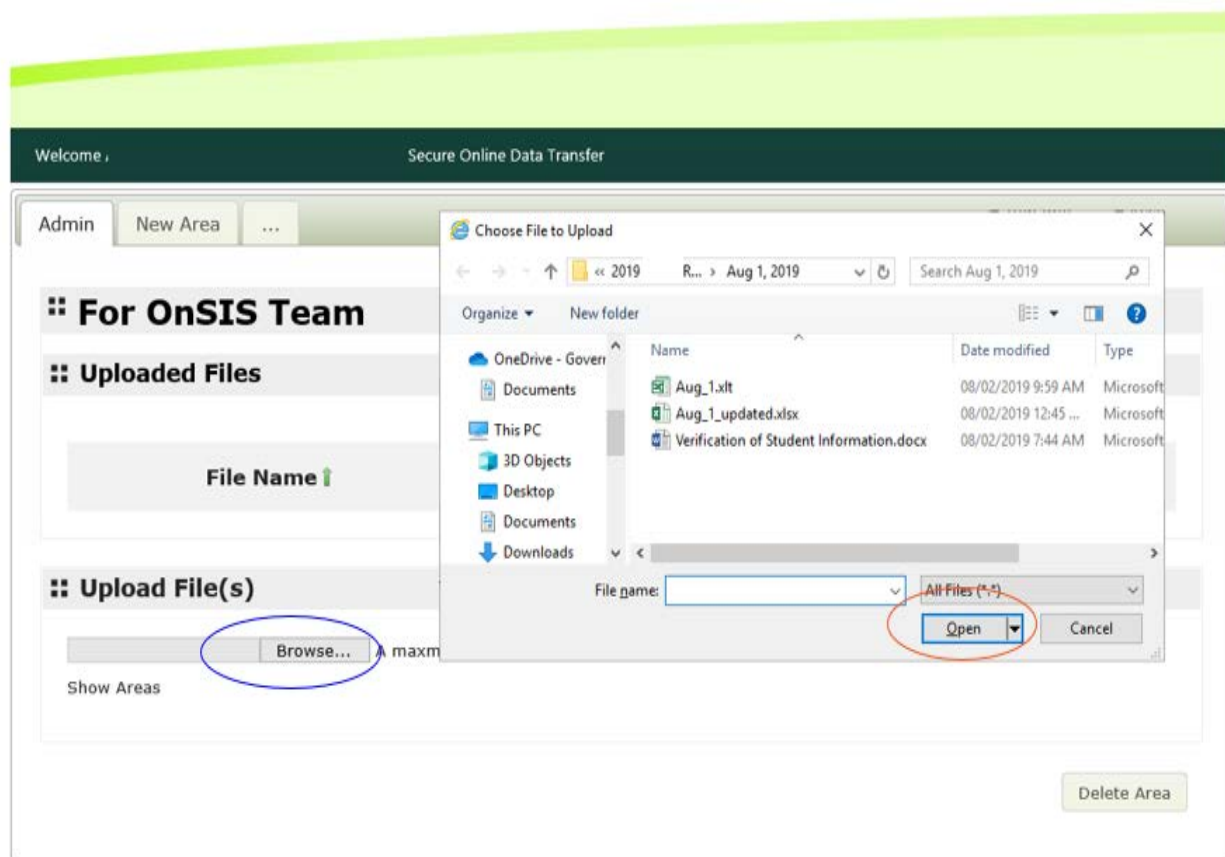 Welcome ,
Secure Online Data Transfer
Admin
New Area
...
For OnSIS Team
Uploaded Files
File Name
Upload File(s)
Browse...
A maxm
Show Areas
Delete Area
Choose File to Upload
« 2019 R... › Aug 1, 2019
Search Aug 1, 2019
Organize
New folder
OneDrive - Govern
Documents
This PC
3D Objects
Desktop
Documents
Downloads
Name Date modified Type
Aug_1.xlt 08/02/2019 9:59 AM Microsoft
Aug_1_updated.xlsx 08/02/2019 12:45 ... Microsoft
Verification of Student Information.docx 08/02/2019 7:44 AM Microsoft
File name:
All Files (*.*)
Open
Cancel